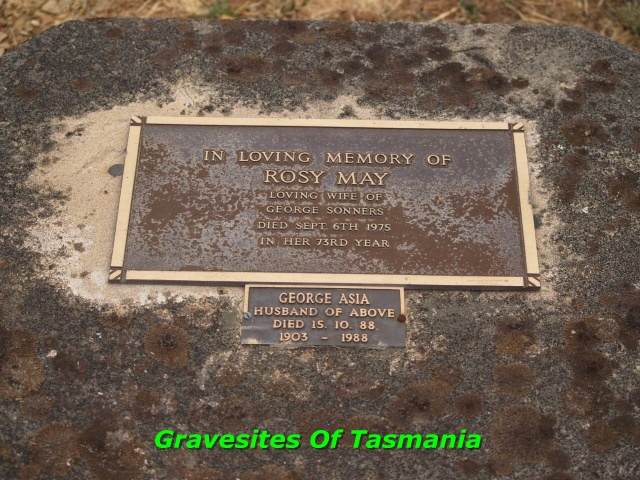 IN LOVING MEMORY OF
ROSY MAY
LOVING WIFE OF
GEORGE SONNERS
DIED SEPT. 6TH 1975
IN HER 73RD YEAR
GEORGE ASIA
HUSBAND OF ABOVE
DIED 15. 10. 88.
1903 - 1988
Gravesites Of Tasmania